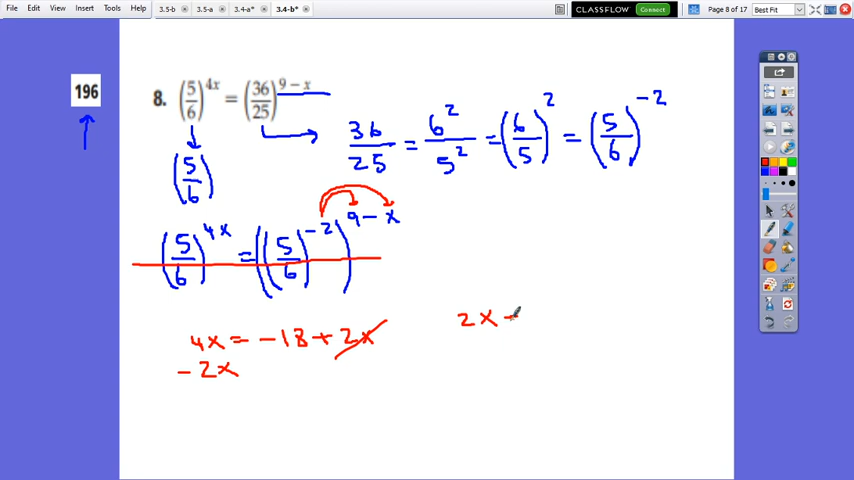 File Edit View Insert Tools Help 3.5-b 3.5-a 3.4-a* 3.4-b* CLASSFLOW Connect Page 8 of 17 Best Fit
196
8. (5/6)^4x = (36/25)^9 − x
36/25 = 6^2/5^2 = (6/5)^2 = (5/6)^-2
(5/6)
(5/6)^4x = ((5/6)^-2)^9 − x
4x = -18 + 2x
2x -
- 2x